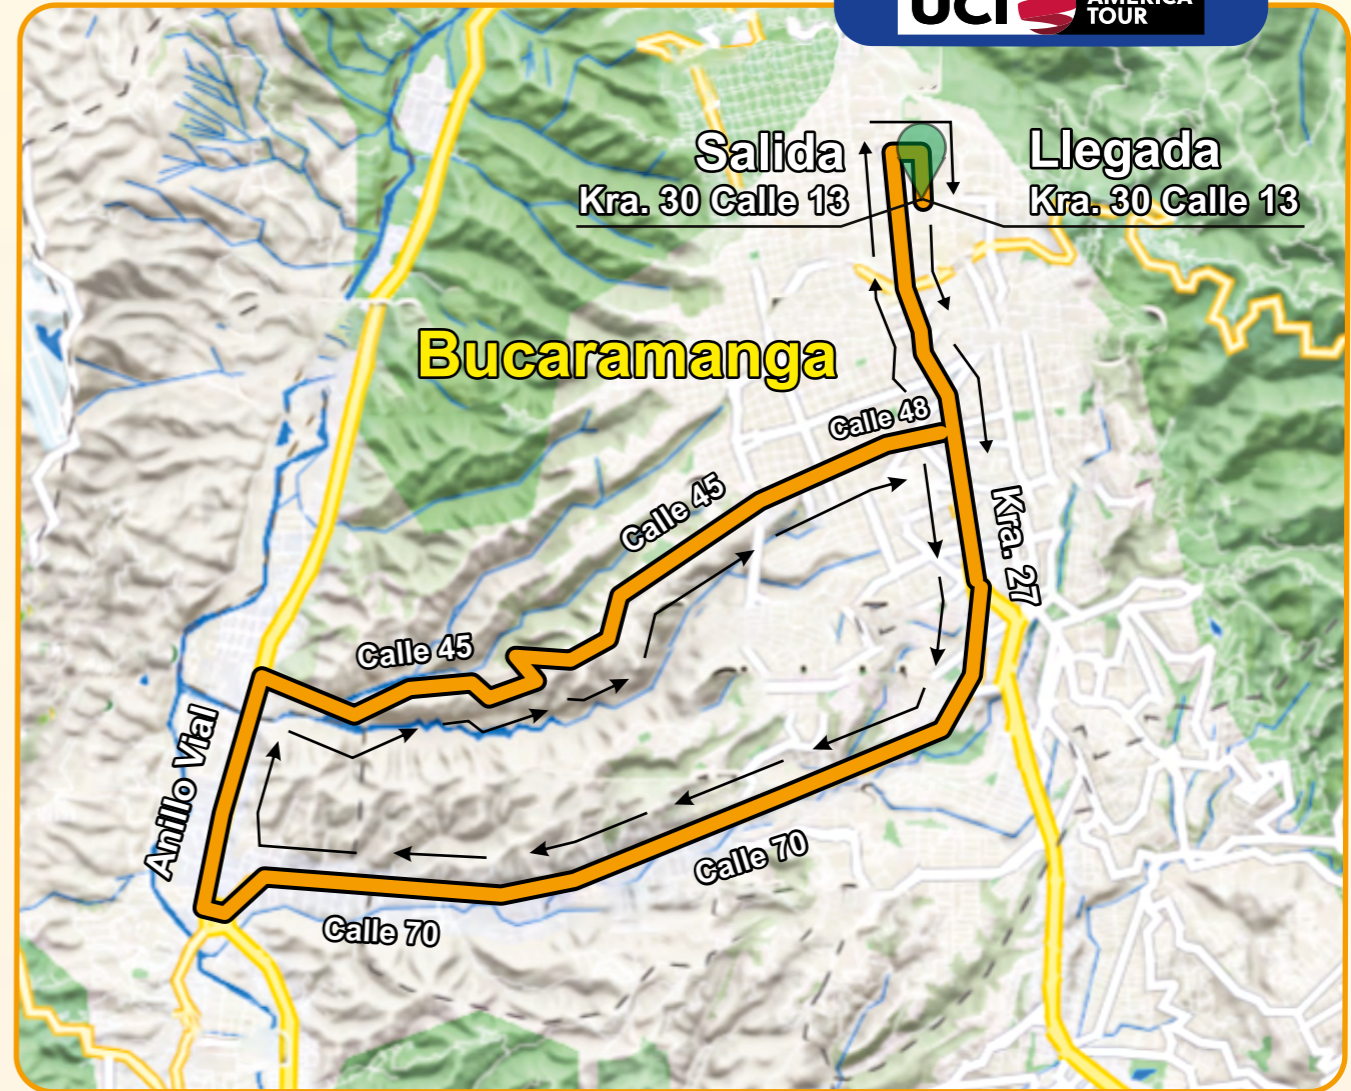 UCI AMERICA
TOUR
Salida
Kra. 30 Calle 13
Llegada
Kra. 30 Calle 13
Bucaramanga
Calle 48
Calle 45
Kra. 27
Calle 45
Anillo Vial
Calle 70
Calle 70